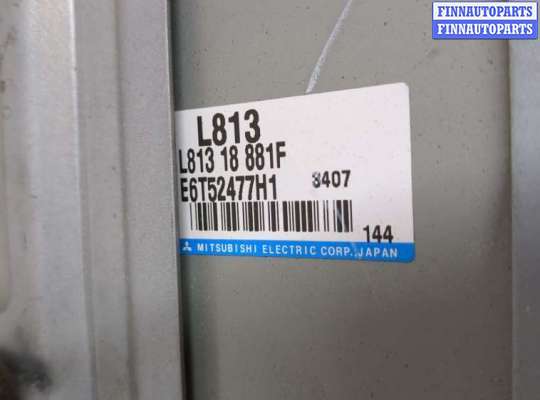 FINNAUTOPARTS
FINNAUTOPARTS
L813
L813 18 881F
E6T52477H1 3407
144
MITSUBISHI ELECTRIC CORP. JAPAN